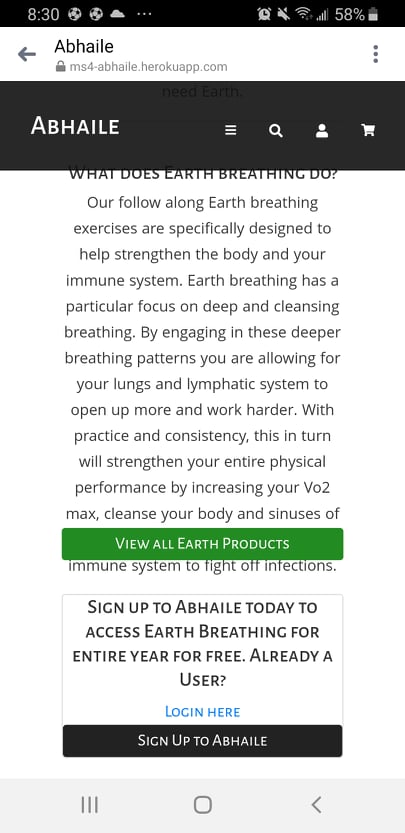 8:30
58%
Abhaile
ms4-abhaile.herokuapp.com
need Earth.
ABHAILE
WHAT DOES EARTH BREATHING DO?
Our follow along Earth breathing
exercises are specifically designed to
help strengthen the body and your
immune system. Earth breathing has a
particular focus on deep and cleansing
breathing. By engaging in these deeper
breathing patterns you are allowing for
your lungs and lymphatic system to
open up more and work harder. With
practice and consistency, this in turn
will strengthen your entire physical
performance by increasing your Vo2
max, cleanse your body and sinuses of
VIEW ALL EARTH PRODUCTS
immune system to fight off infections.
SIGN UP TO ABHAILE TODAY TO
ACCESS EARTH BREATHING FOR
ENTIRE YEAR FOR FREE. ALREADY A
USER?
LOGIN HERE
SIGN UP TO ABHAILE